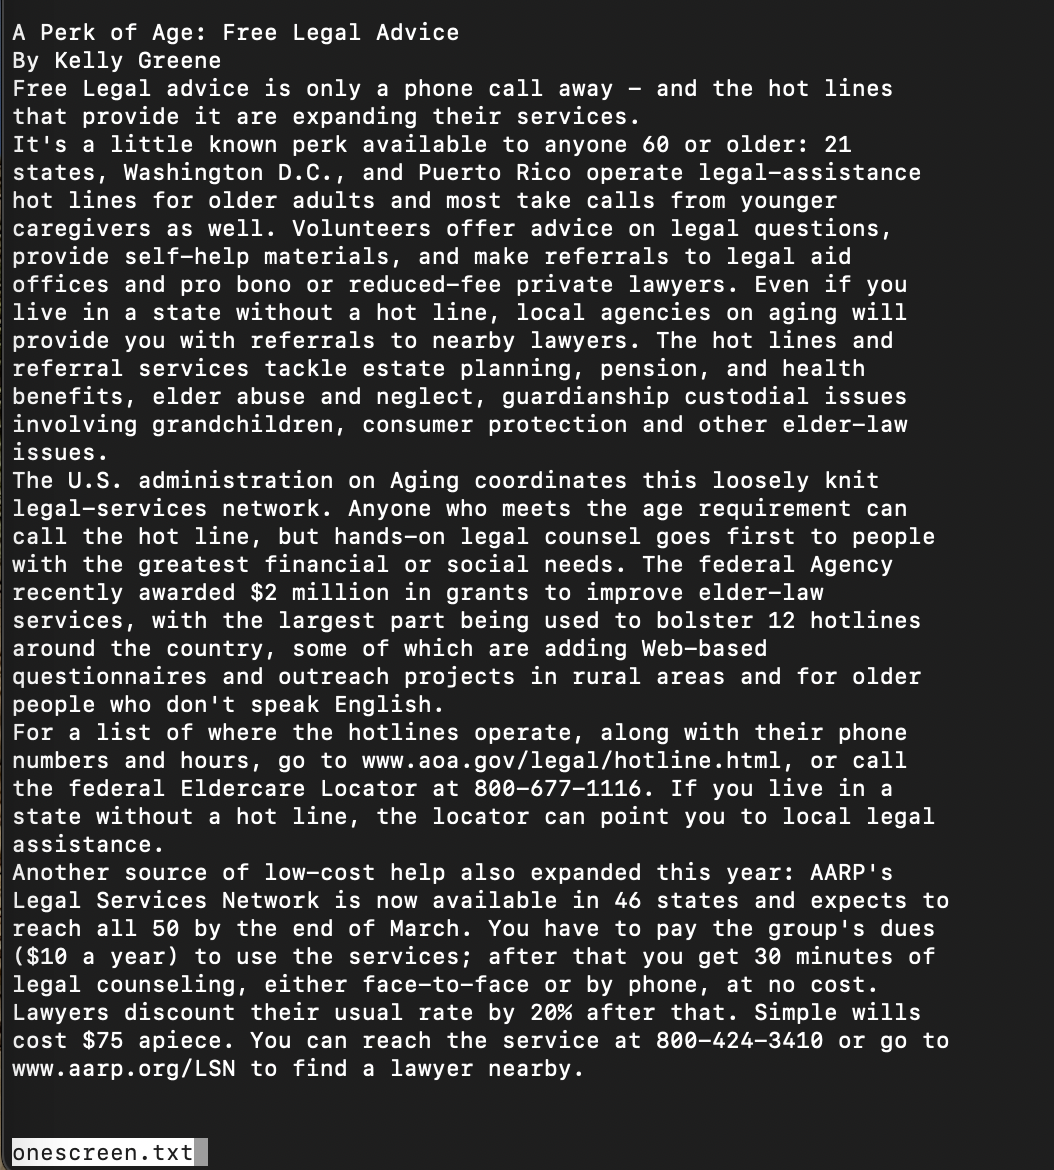 A Perk of Age: Free Legal Advice
By Kelly Greene
Free Legal advice is only a phone call away – and the hot lines
that provide it are expanding their services.
It's a little known perk available to anyone 60 or older: 21
states, Washington D.C., and Puerto Rico operate legal-assistance
hot lines for older adults and most take calls from younger
caregivers as well. Volunteers offer advice on legal questions,
provide self-help materials, and make referrals to legal aid
offices and pro bono or reduced-fee private lawyers. Even if you
live in a state without a hot line, local agencies on aging will
provide you with referrals to nearby lawyers. The hot lines and
referral services tackle estate planning, pension, and health
benefits, elder abuse and neglect, guardianship custodial issues
involving grandchildren, consumer protection and other elder-law
issues.
The U.S. administration on Aging coordinates this loosely knit
legal-services network. Anyone who meets the age requirement can
call the hot line, but hands-on legal counsel goes first to people
with the greatest financial or social needs. The federal Agency
recently awarded $2 million in grants to improve elder-law
services, with the largest part being used to bolster 12 hotlines
around the country, some of which are adding Web-based
questionnaires and outreach projects in rural areas and for older
people who don't speak English.
For a list of where the hotlines operate, along with their phone
numbers and hours, go to www.aoa.gov/legal/hotline.html, or call
the federal Eldercare Locator at 800-677-1116. If you live in a
state without a hot line, the locator can point you to local legal
assistance.
Another source of low-cost help also expanded this year: AARP's
Legal Services Network is now available in 46 states and expects to
reach all 50 by the end of March. You have to pay the group's dues
($10 a year) to use the services; after that you get 30 minutes of
legal counseling, either face-to-face or by phone, at no cost.
Lawyers discount their usual rate by 20% after that. Simple wills
cost $75 apiece. You can reach the service at 800-424-3410 or go to
www.aarp.org/LSN to find a lawyer nearby.
onescreen.txt